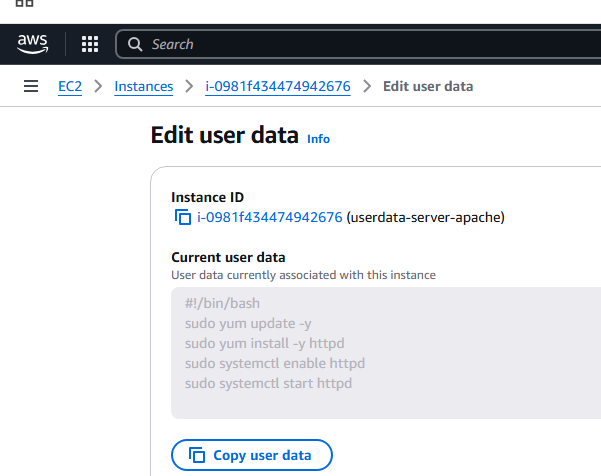 aws
Search
EC2 > Instances > i-0981f434474942676 > Edit user data
Edit user data Info
Instance ID
i-0981f434474942676 (userdata-server-apache)
Current user data
User data currently associated with this instance
#!/bin/bash
sudo yum update -y
sudo yum install -y httpd
sudo systemctl enable httpd
sudo systemctl start httpd
Copy user data